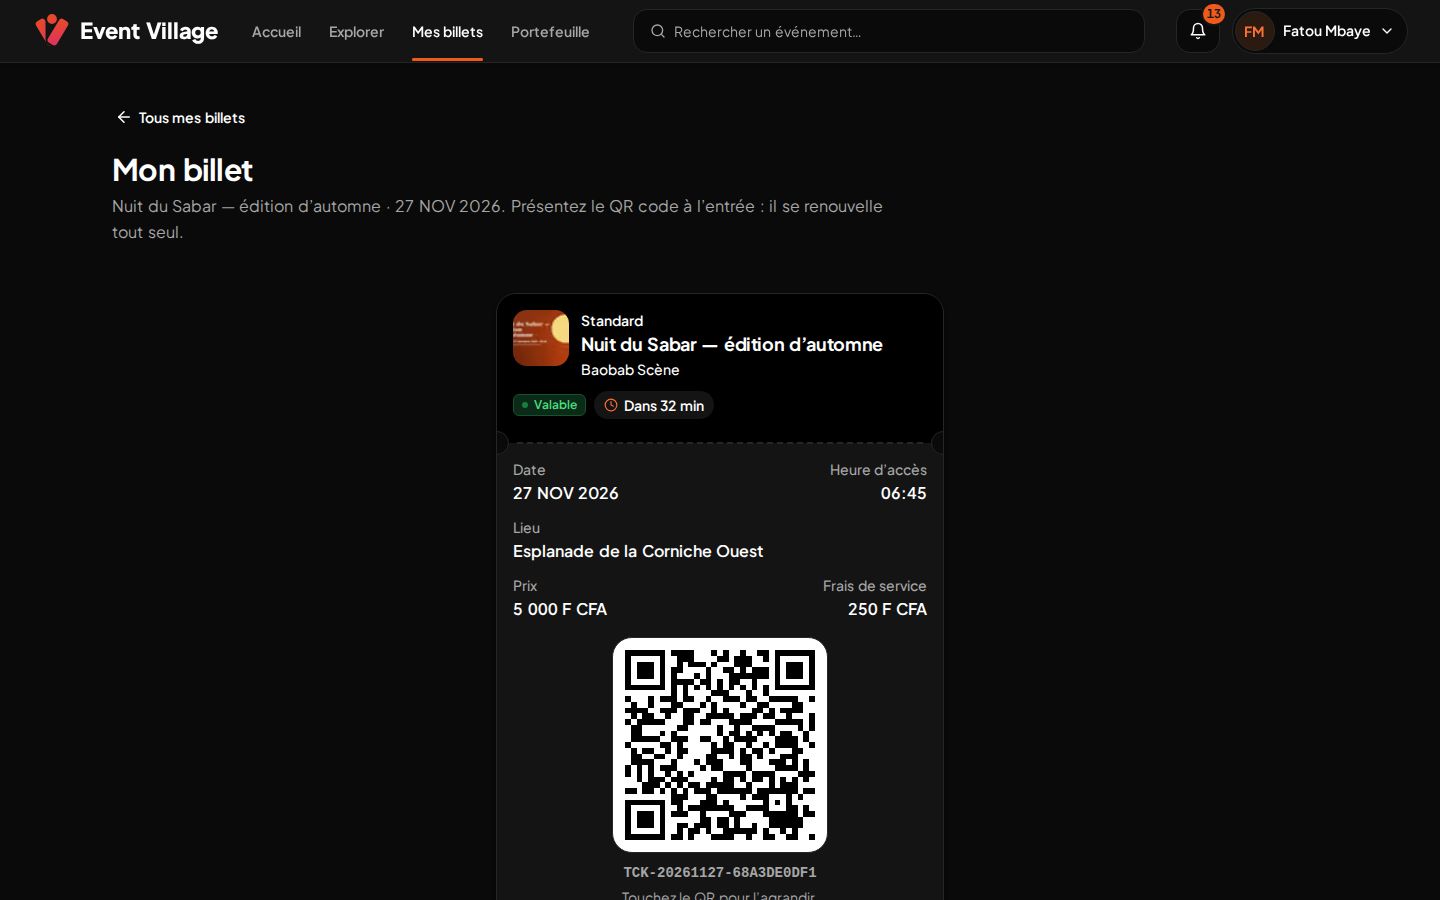 Event Village
Accueil
Explorer
Mes billets
Portefeuille
Rechercher un événement…
13
FM
Fatou Mbaye
Tous mes billets
Mon billet
Nuit du Sabar — édition d’automne · 27 NOV 2026. Présentez le QR code à l’entrée : il se renouvelle
tout seul.
Standard
Nuit du Sabar — édition d’automne
Baobab Scène
Valable
Dans 32 min
Date
Heure d’accès
27 NOV 2026
06:45
Lieu
Esplanade de la Corniche Ouest
Prix
Frais de service
5 000 F CFA
250 F CFA
TCK-20261127-68A3DE0DF1
Touchez le QR pour l’agrandir